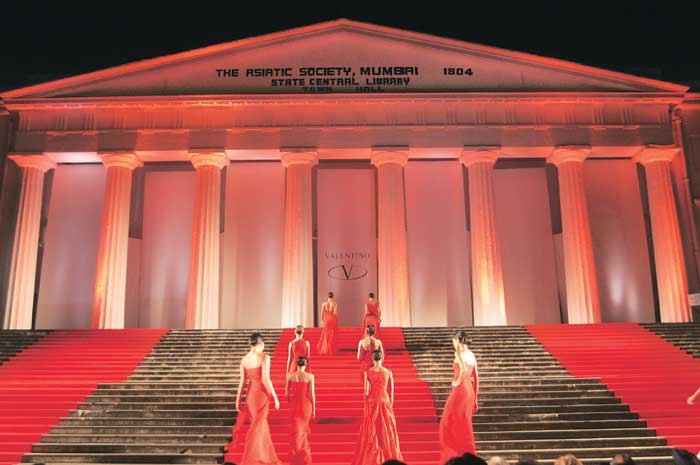 THE ASIATIC SOCIETY, MUMBAI 1804
STATE CENTRAL LIBRARY
TOWN HALL
VALENTINO
V